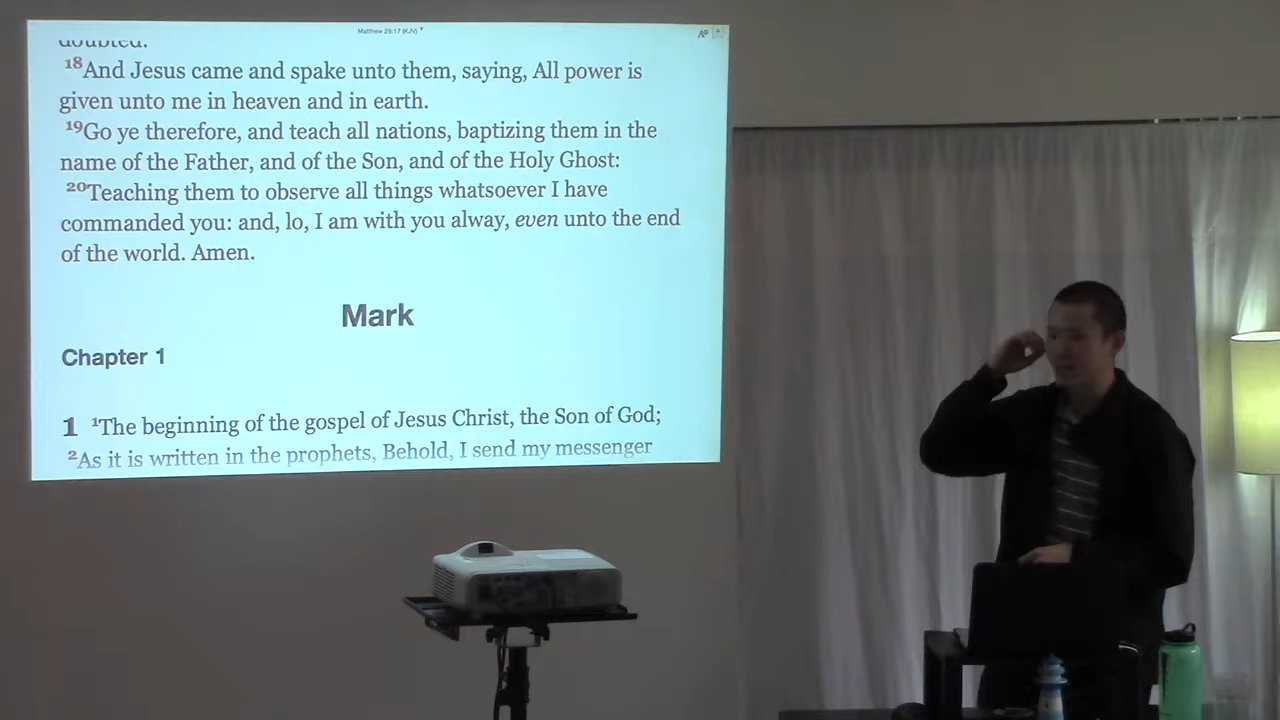 Matthew 28:17 (KJV)
doubted.
18And Jesus came and spake unto them, saying, All power is
given unto me in heaven and in earth.
19Go ye therefore, and teach all nations, baptizing them in the
name of the Father, and of the Son, and of the Holy Ghost:
20Teaching them to observe all things whatsoever I have
commanded you: and, lo, I am with you alway, even unto the end
of the world. Amen.
Mark
Chapter 1
1 1The beginning of the gospel of Jesus Christ, the Son of God;
2As it is written in the prophets, Behold, I send my messenger